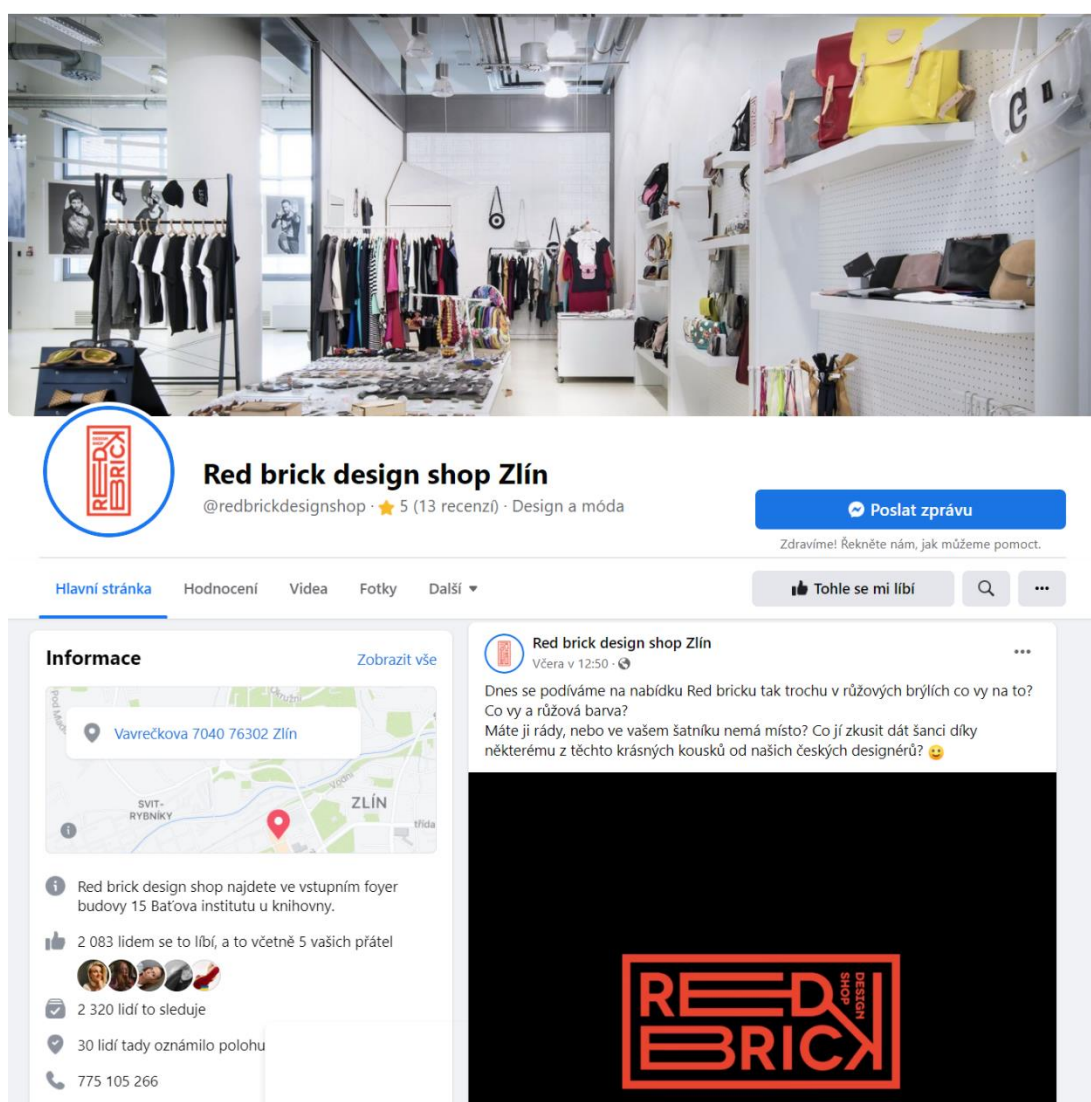 RED BRICK
DESIGN SHOP
Red brick design shop Zlín
@redbrickdesignshop · 5 (13 recenzí) · Design a móda
Poslat zprávu
Zdravíme! Řekněte nám, jak můžeme pomoct.
Hlavní stránka
Hodnocení
Videa
Fotky
Další
Tohle se mi líbí
Informace
Zobrazit vše
Vavrečkova 7040 76302 Zlín
Okružní
Vodní
SVIT-
RYBNÍKY
ZLÍN
třída
Red brick design shop najdete ve vstupním foyer
budovy 15 Baťova institutu u knihovny.
2 083 lidem se to líbí, a to včetně 5 vašich přátel
2 320 lidí to sleduje
30 lidí tady oznámilo polohu
775 105 266
Red brick design shop Zlín
Včera v 12:50
Dnes se podíváme na nabídku Red bricku tak trochu v růžových brýlích co vy na to?
Co vy a růžová barva?
Máte ji rády, nebo ve vašem šatníku nemá místo? Co jí zkusit dát šanci díky
některému z těchto krásných kousků od našich českých designérů? 😀
RED
DESIGN
SHOP
BRICK